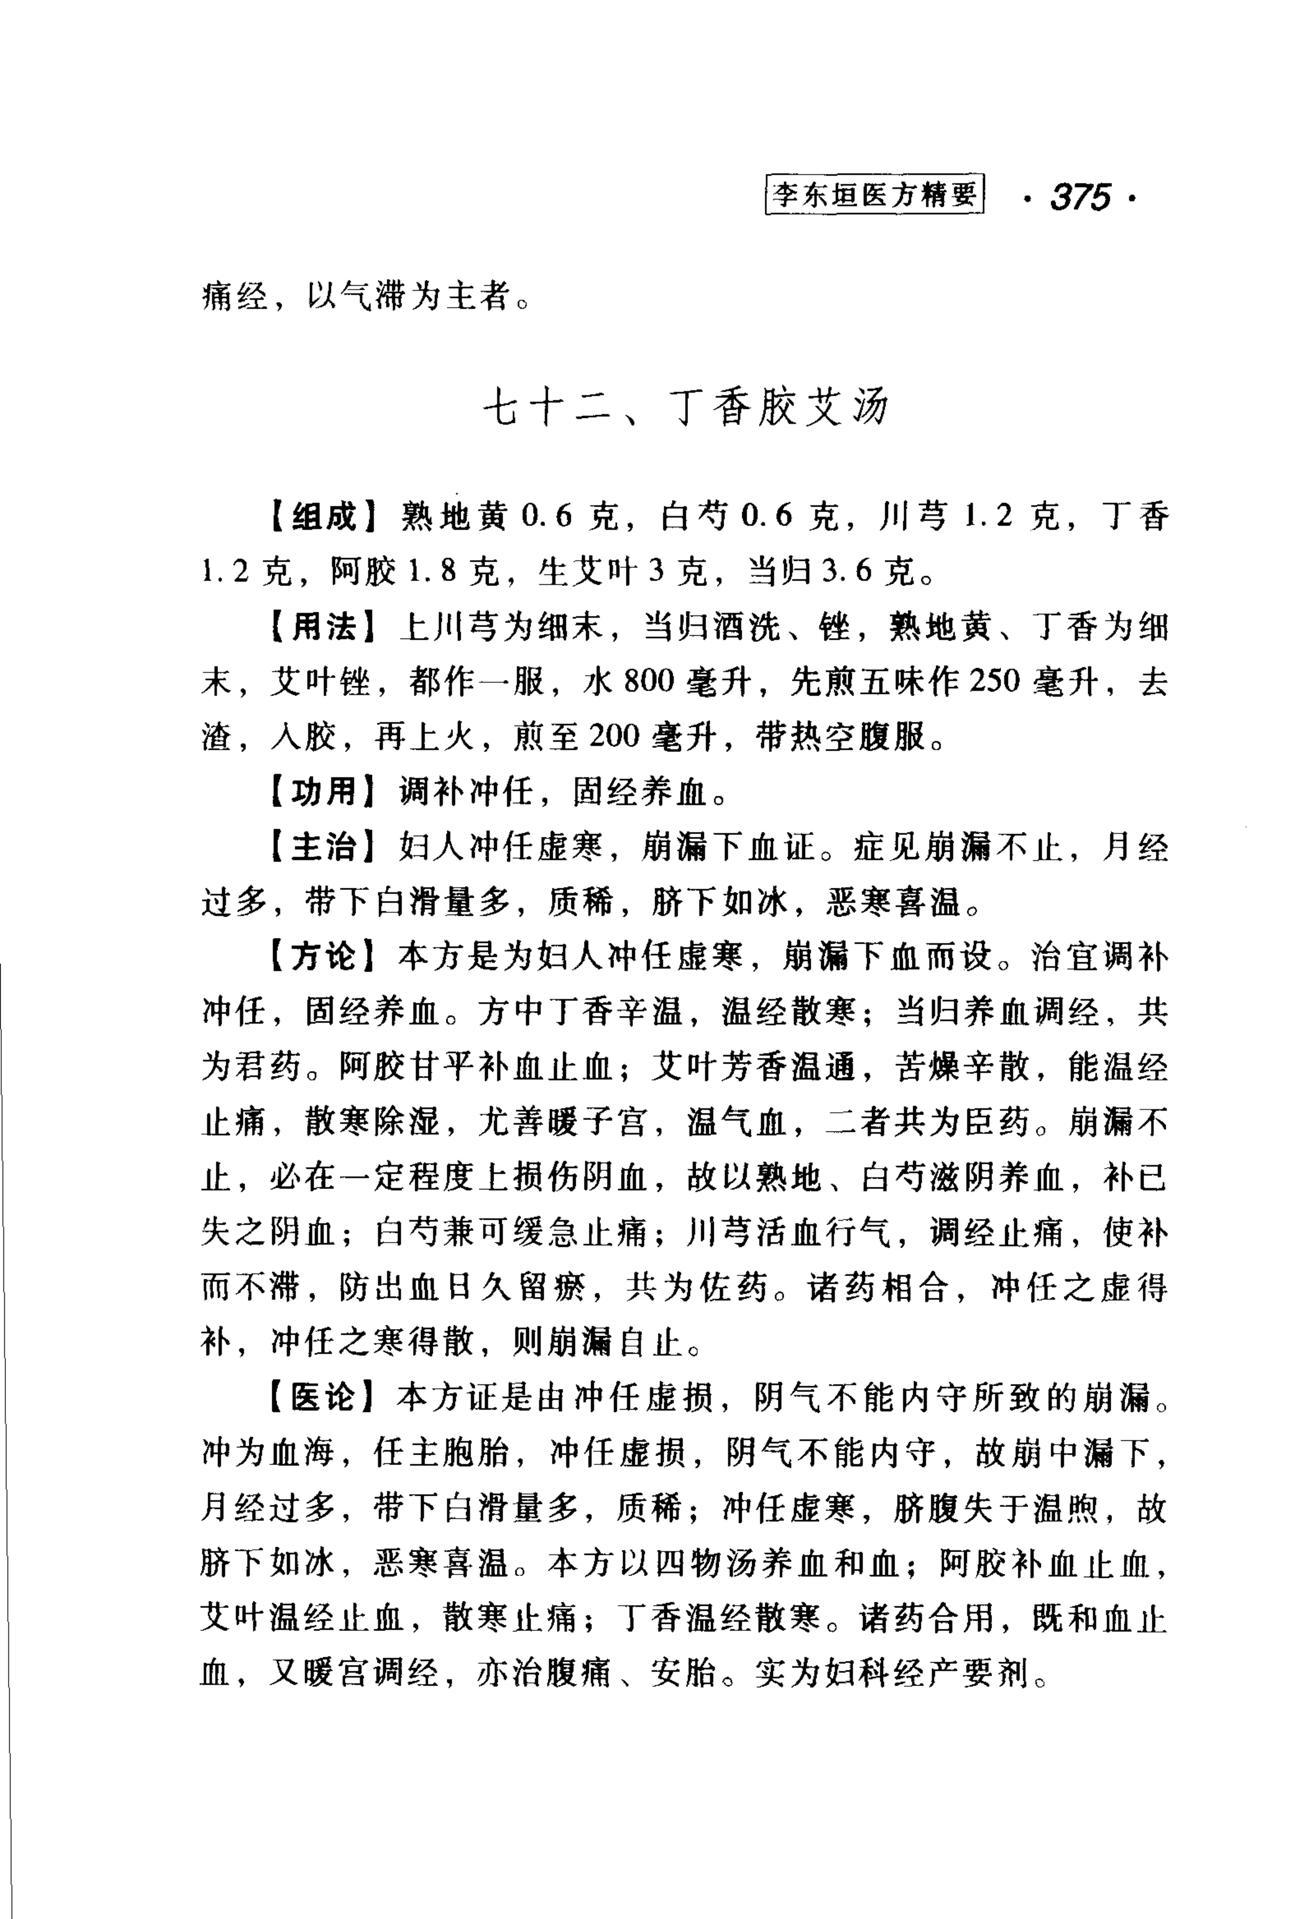 李东垣医方精要 · 375 ·
痛经，以气滞为主者。
七十二、丁香胶艾汤
【组成】熟地黄0.6克，白芍0.6克，川芎1.2克，丁香
1.2克，阿胶1.8克，生艾叶3克，当归3.6克。
【用法】上川芎为细末，当归酒洗、锉，熟地黄、丁香为细
末，艾叶锉，都作一服，水800毫升，先煎五味作250毫升，去
渣，入胶，再上火，煎至200毫升，带热空腹服。
【功用】调补冲任，固经养血。
【主治】妇人冲任虚寒，崩漏下血证。症见崩漏不止，月经
过多，带下白滑量多，质稀，脐下如冰，恶寒喜温。
【方论】本方是为妇人冲任虚寒，崩漏下血而设。治宜调补
冲任，固经养血。方中丁香辛温，温经散寒；当归养血调经，共
为君药。阿胶甘平补血止血；艾叶芳香温通，苦燥辛散，能温经
止痛，散寒除湿，尤善暖子宫，温气血，二者共为臣药。崩漏不
止，必在一定程度上损伤阴血，故以熟地、白芍滋阴养血，补已
失之阴血；白芍兼可缓急止痛；川芎活血行气，调经止痛，使补
而不滞，防出血日久留瘀，共为佐药。诸药相合，冲任之虚得
补，冲任之寒得散，则崩漏自止。
【医论】本方证是由冲任虚损，阴气不能内守所致的崩漏。
冲为血海，任主胞胎，冲任虚损，阴气不能内守，故崩中漏下，
月经过多，带下白滑量多，质稀；冲任虚寒，脐腹失于温煦，故
脐下如冰，恶寒喜温。本方以四物汤养血和血；阿胶补血止血，
艾叶温经止血，散寒止痛；丁香温经散寒。诸药合用，既和血止
血，又暖宫调经，亦治腹痛、安胎。实为妇科经产要剂。